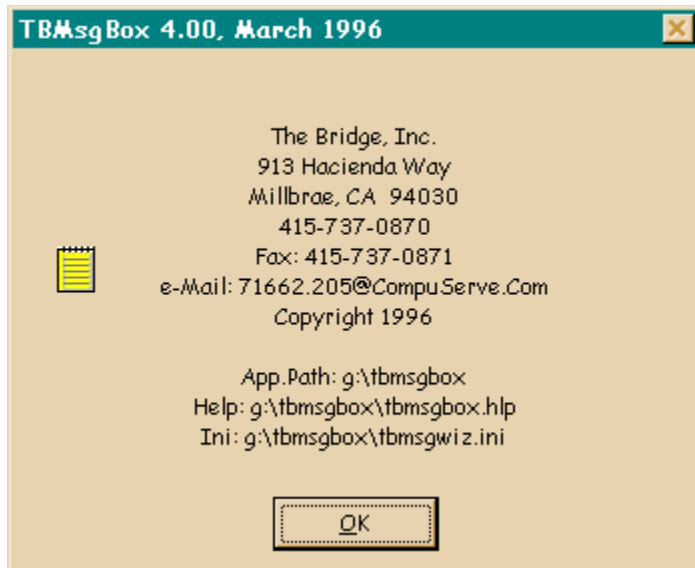 TBMsgBox 4.00, March 1996
The Bridge, Inc.
913 Hacienda Way
Millbrae, CA  94030
415-737-0870
Fax: 415-737-0871
e-Mail: 71662.205@CompuServe.Com
Copyright 1996
App.Path: g:\tbmsgbox
Help: g:\tbmsgbox\tbmsgbox.hlp
Ini: g:\tbmsgbox\tbmsgwiz.ini
OK